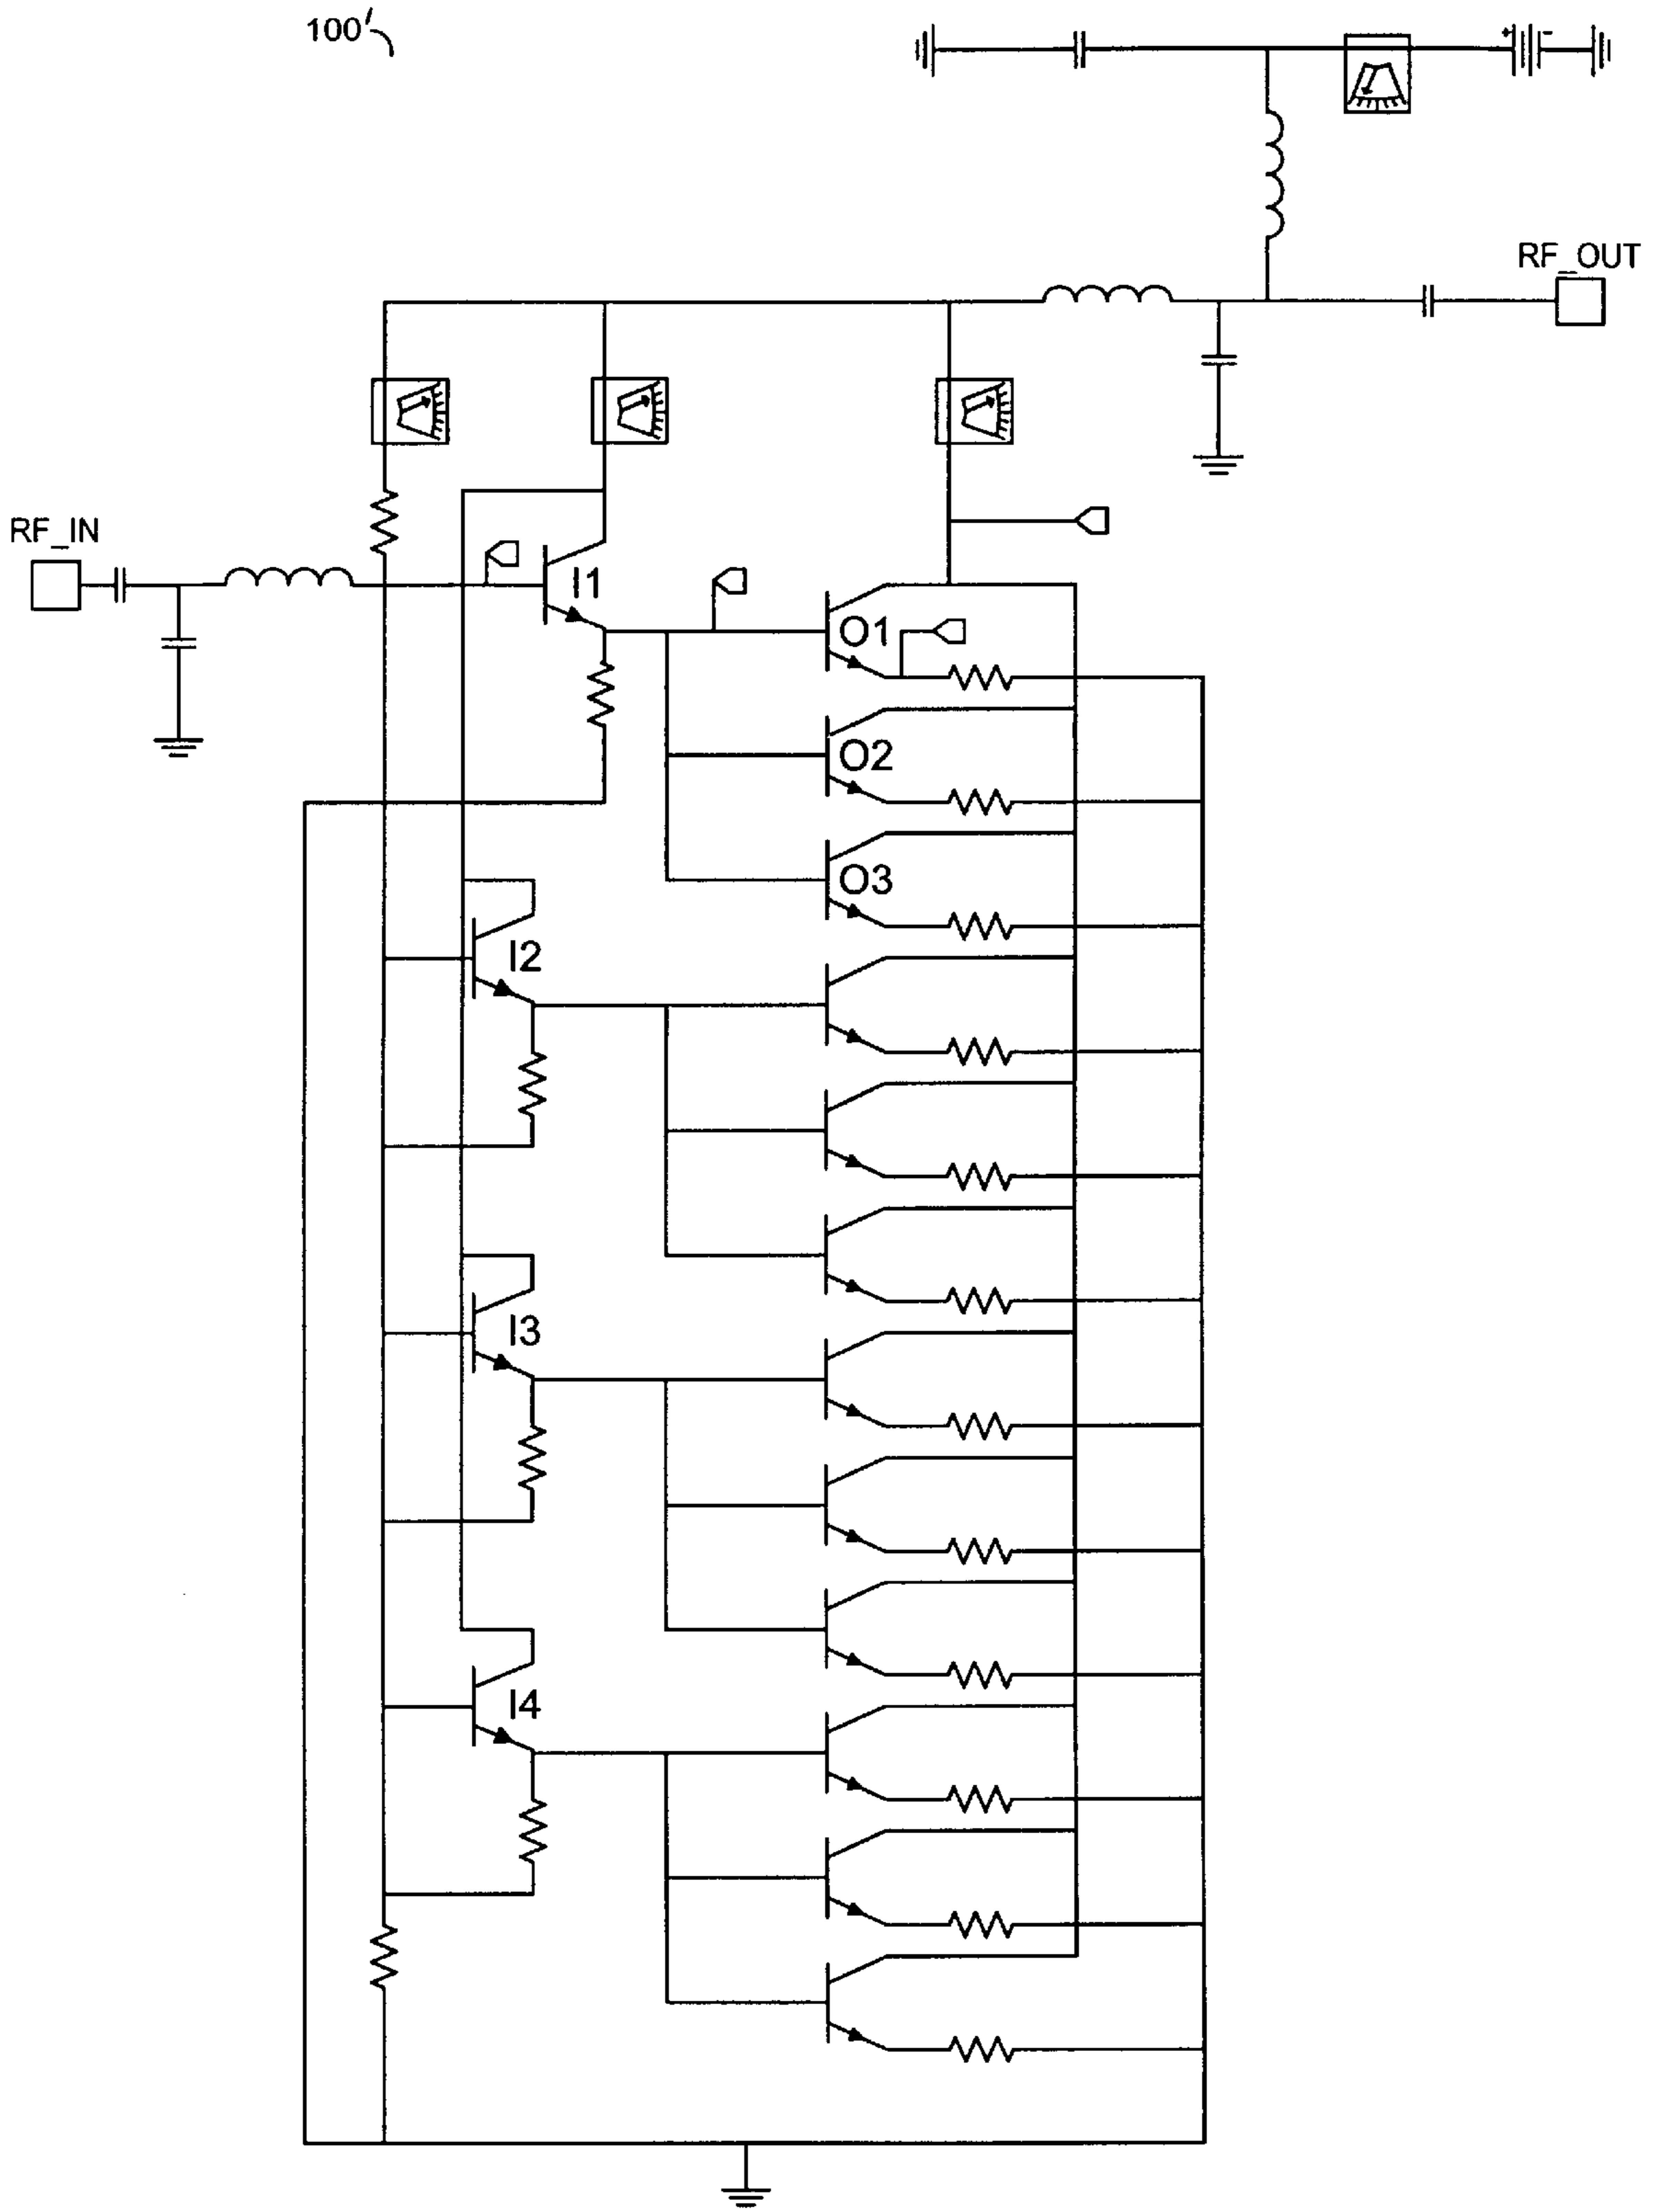 100'
+ -
RF_OUT
RF_IN
I1
O1
O2
O3
I2
I3
I4